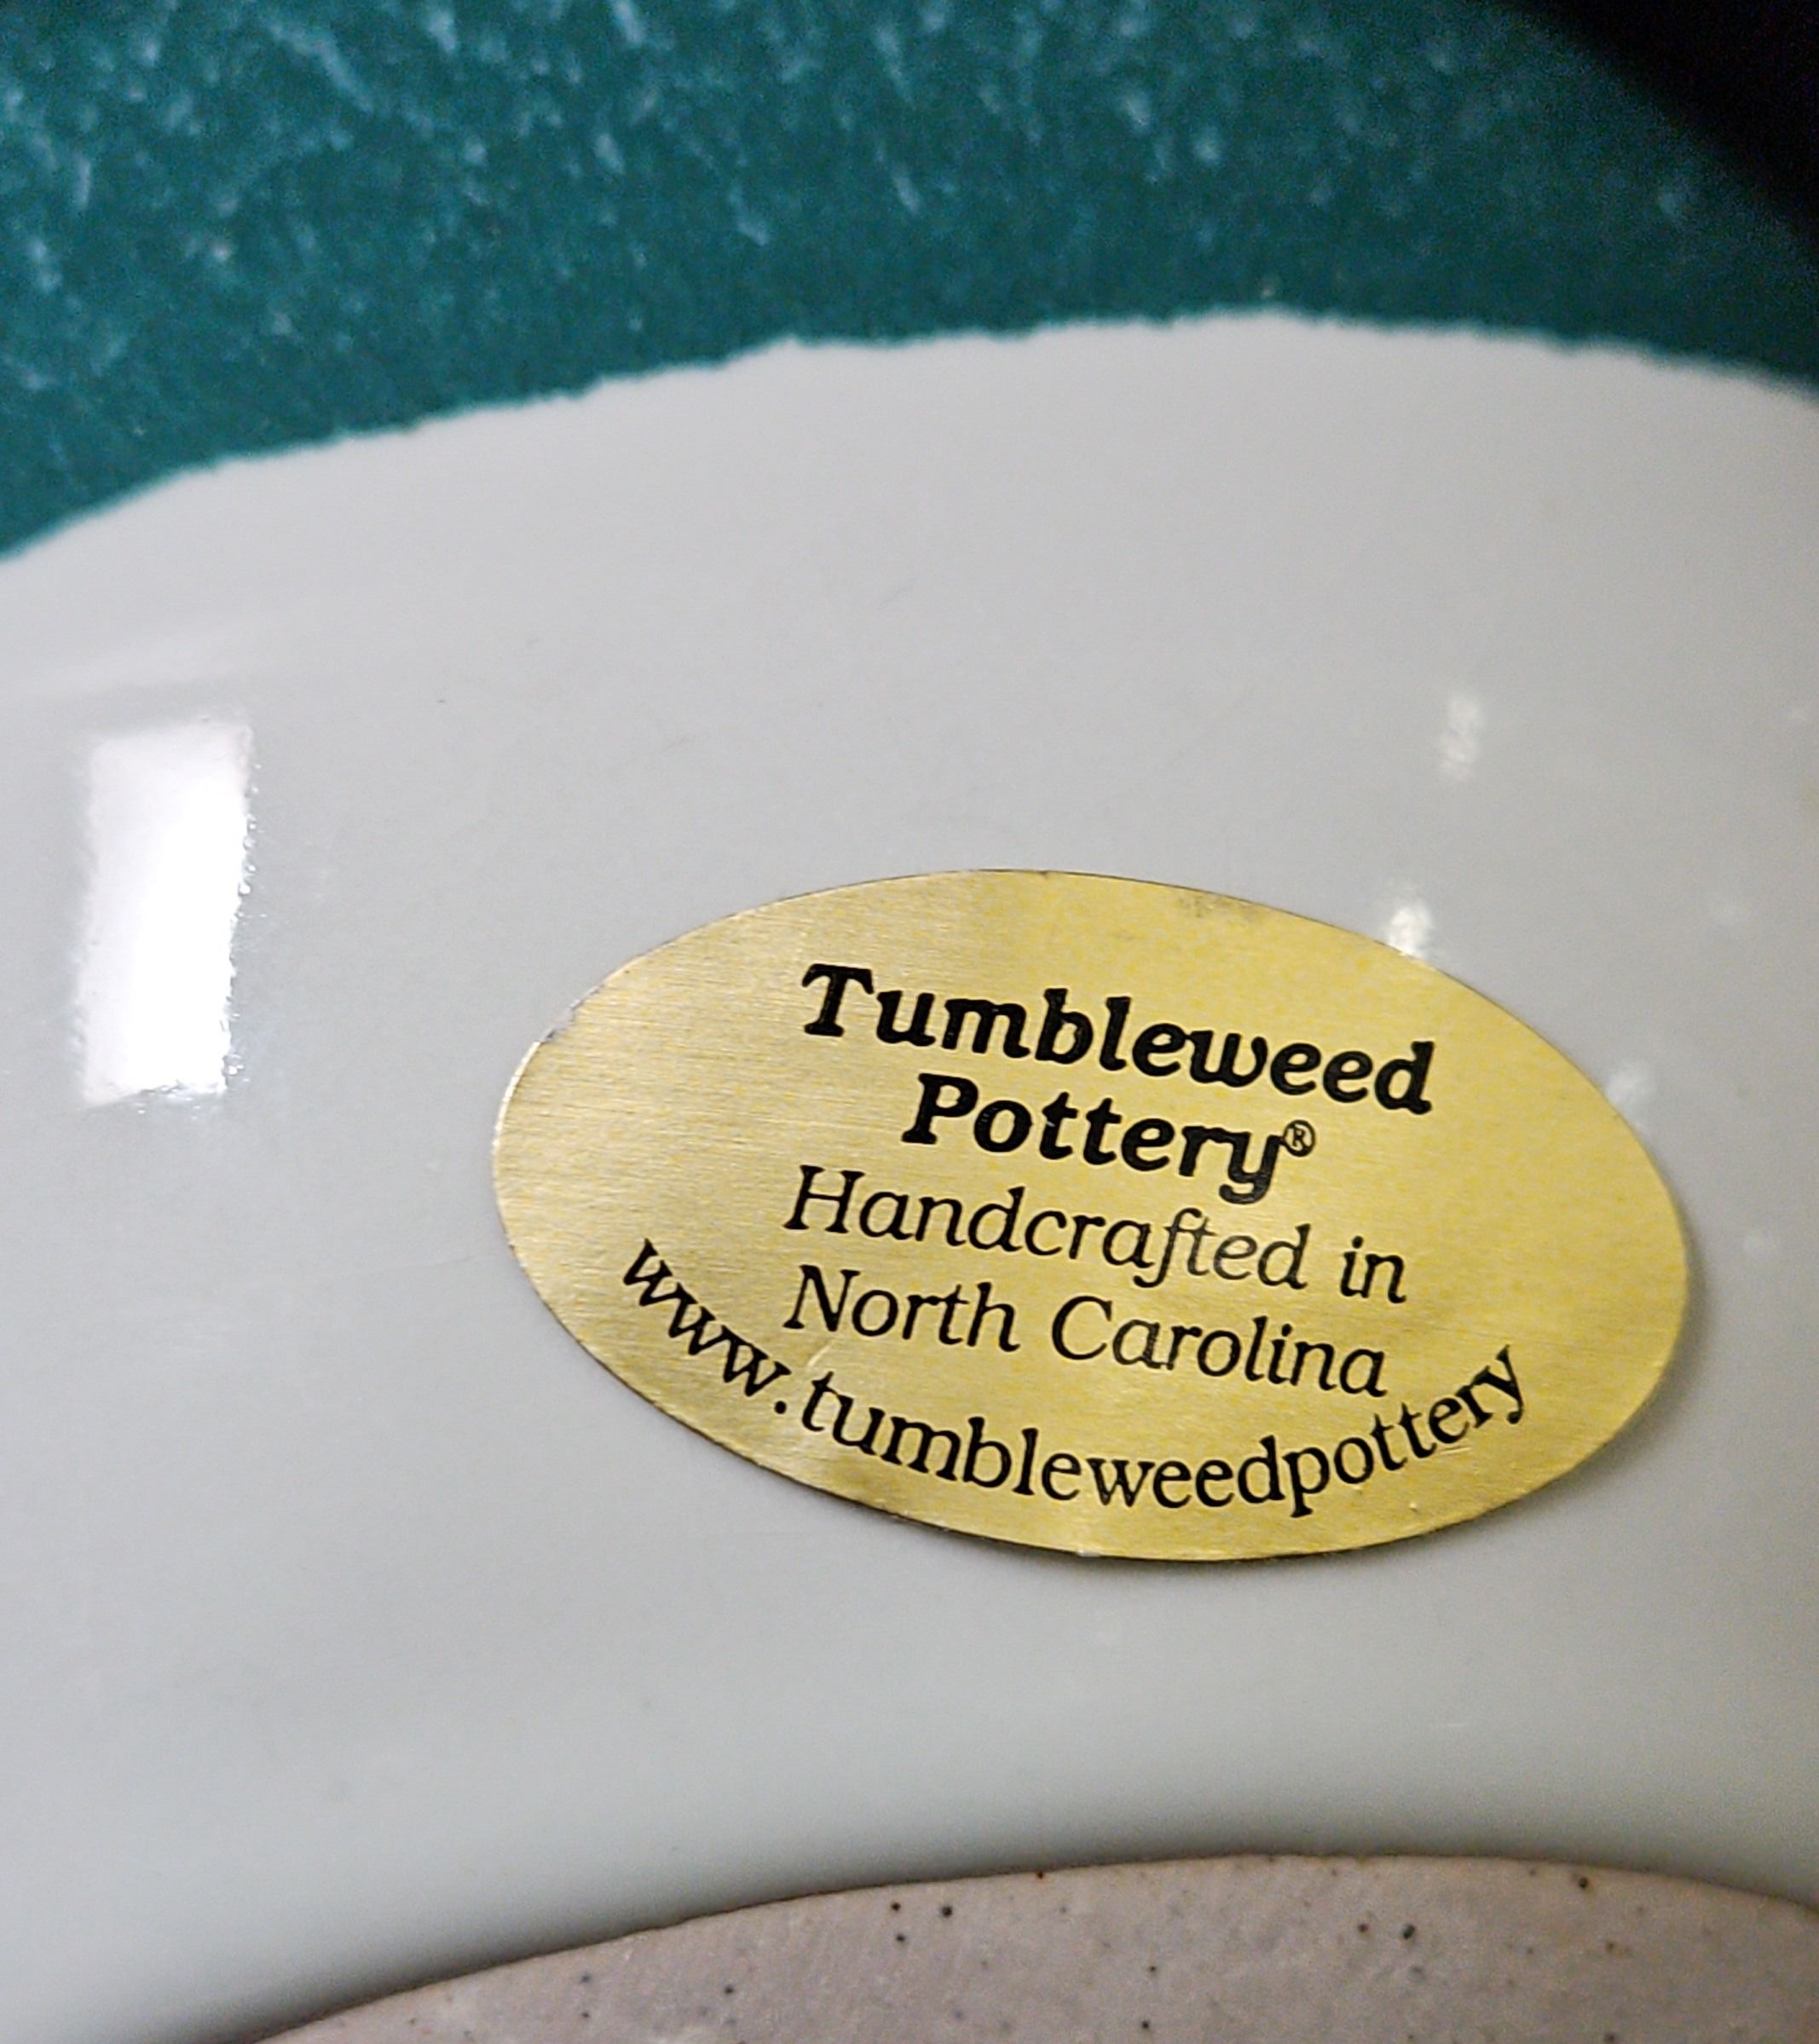 Tumbleweed
Pottery®
Handcrafted in
North Carolina
www.tumbleweedpottery